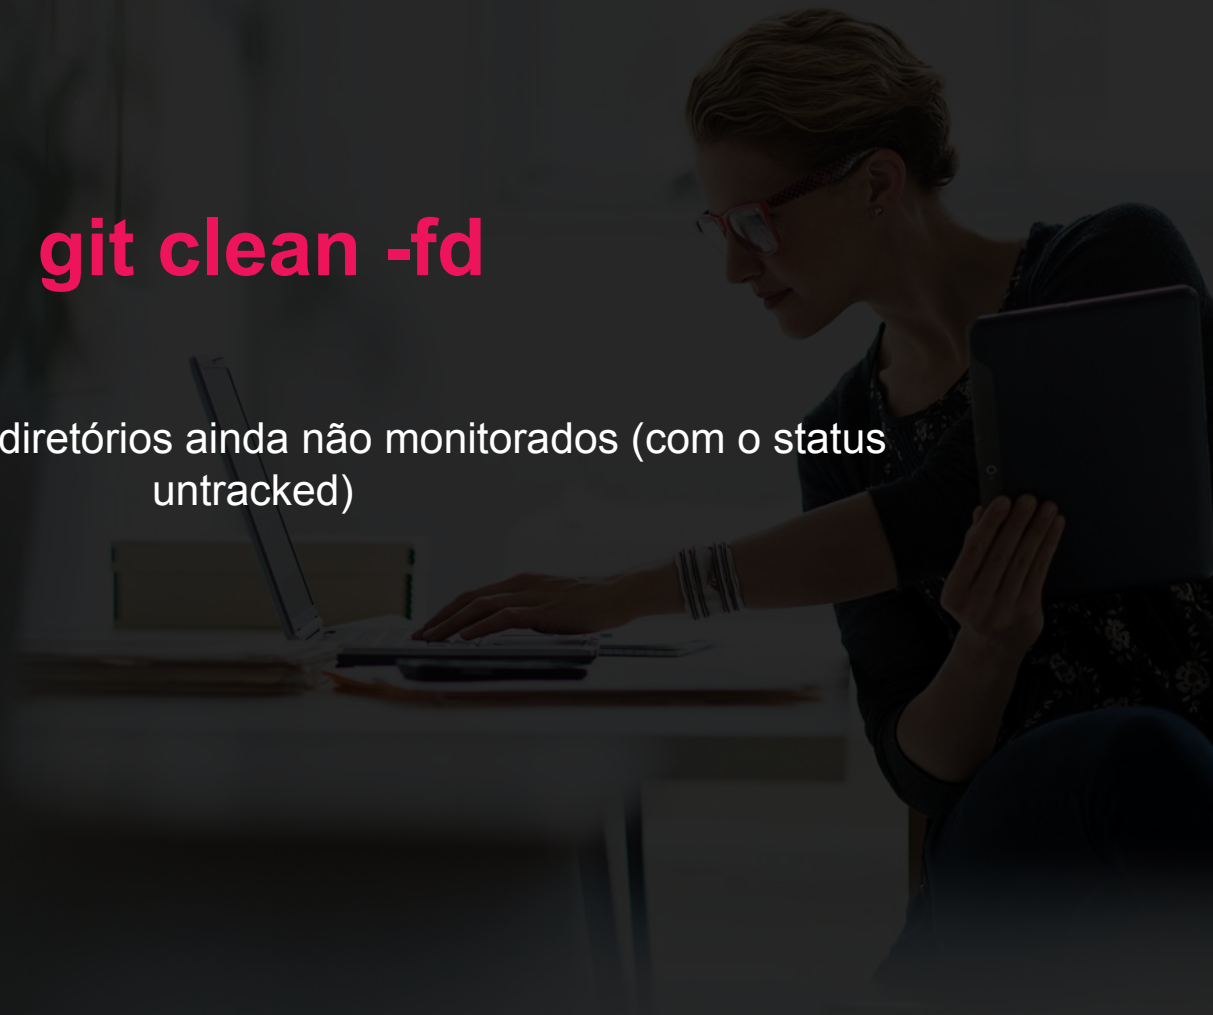 git clean -fd
diretórios ainda não monitorados (com o status
untracked)